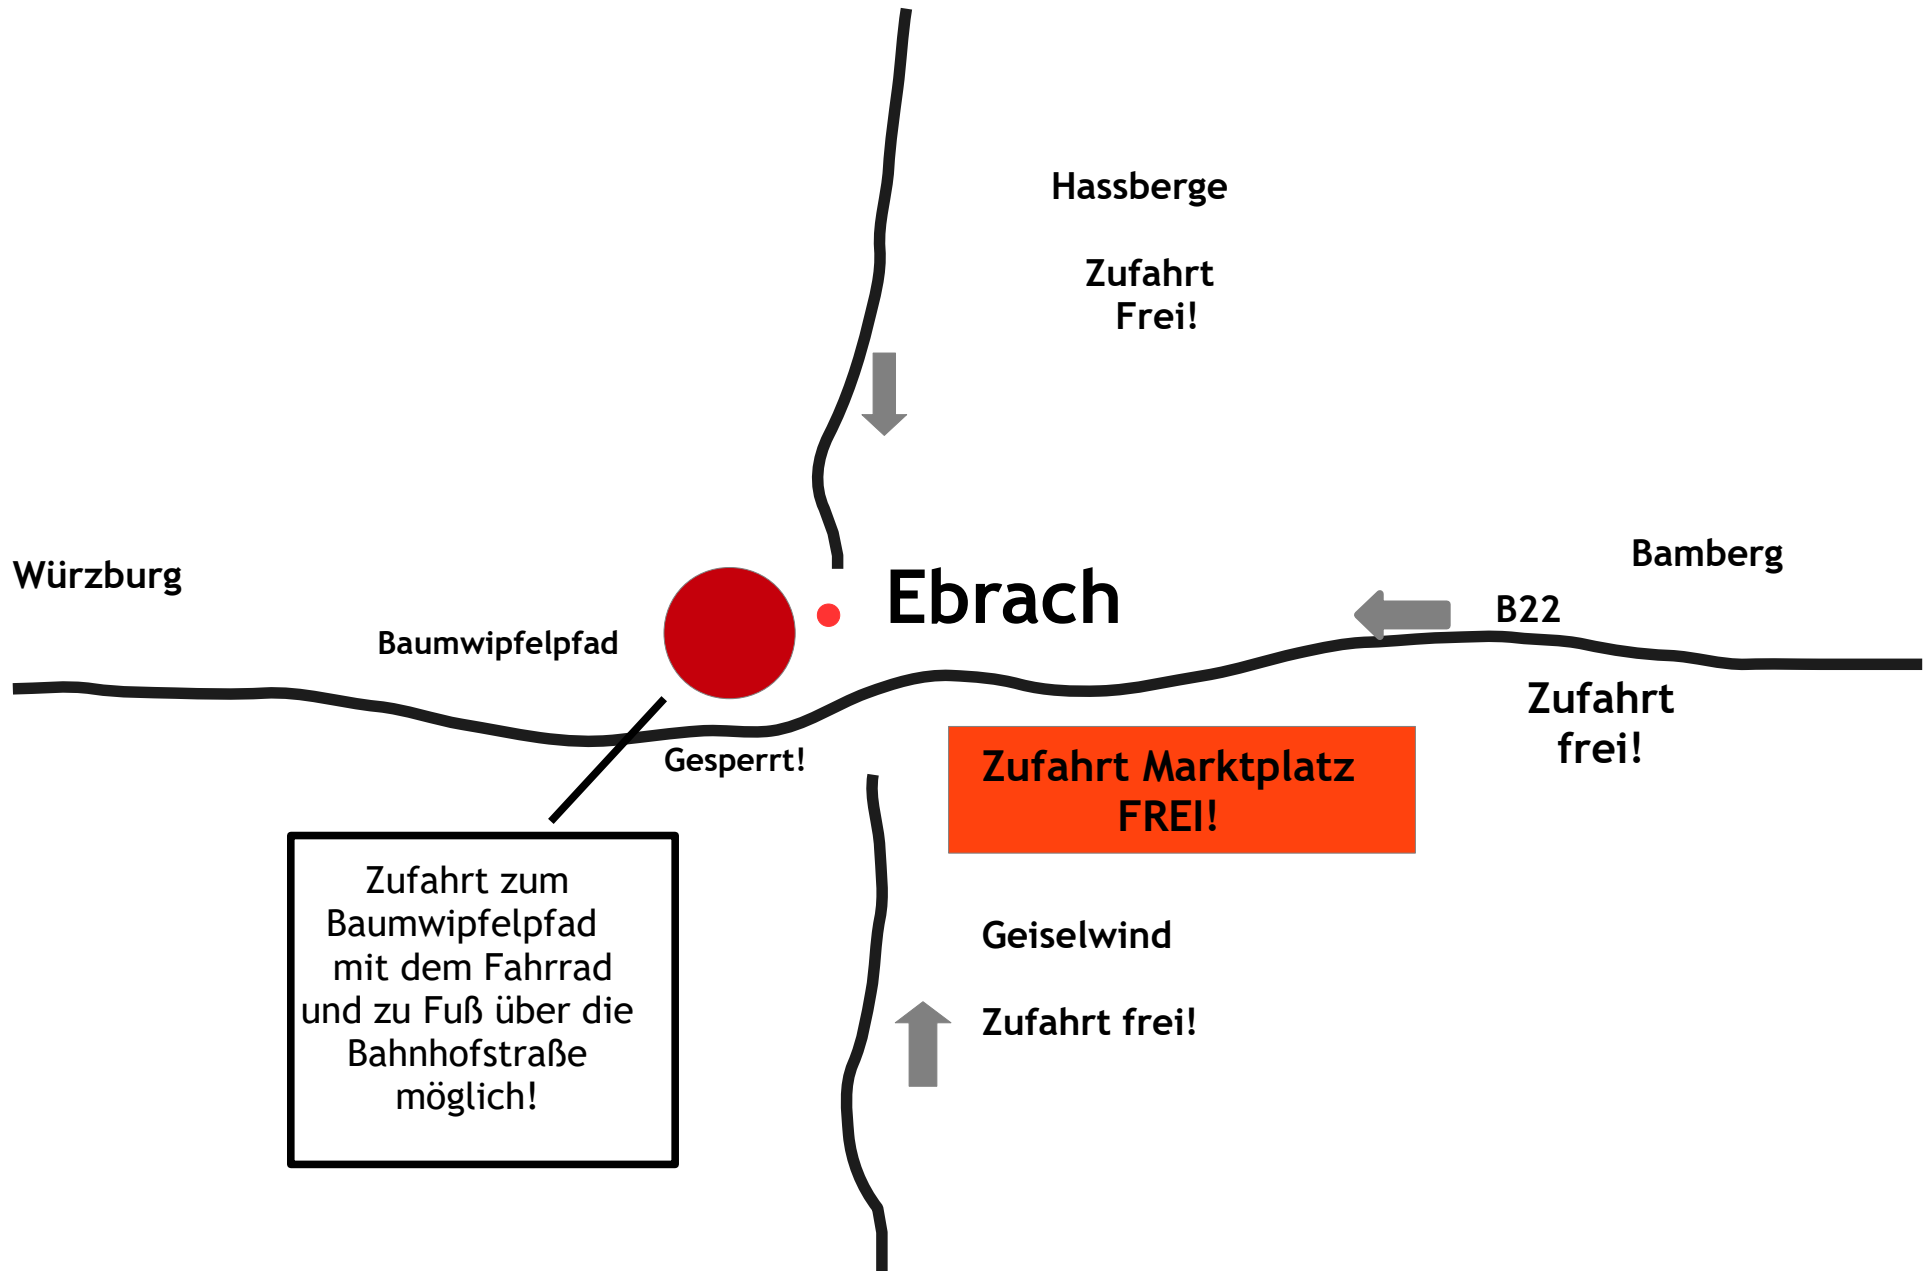 Hassberge
Zufahrt
Frei!
Würzburg
Baumwipfelpfad
Ebrach
Bamberg
B22
Zufahrt
frei!
Gesperrt!
Zufahrt Marktplatz
FREI!
Zufahrt zum
Baumwipfelpfad
mit dem Fahrrad
und zu Fuß über die
Bahnhofstraße
möglich!
Geiselwind
Zufahrt frei!